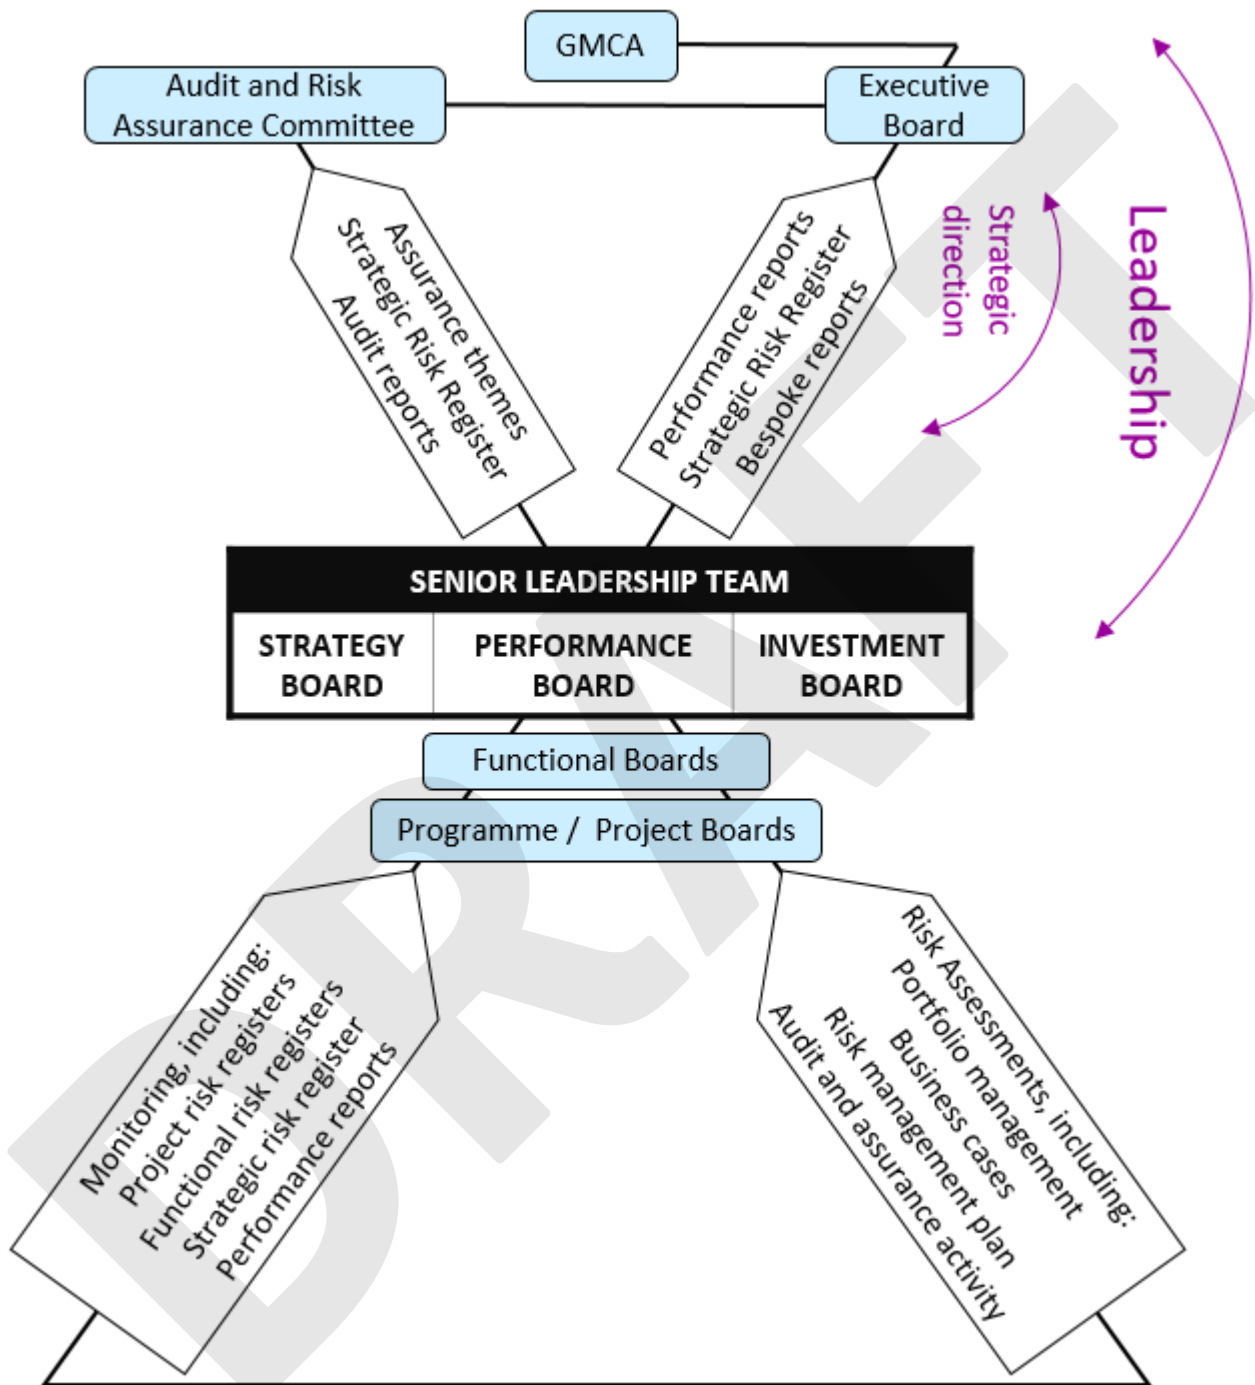 GMCA
Audit and Risk
Assurance Committee
Executive
Board
Assurance themes
Strategic Risk Register
Audit reports
Performance reports
Strategic Risk Register
Bespoke reports
Strategic
direction
Leadership
SENIOR LEADERSHIP TEAM
STRATEGY
BOARD
PERFORMANCE
BOARD
INVESTMENT
BOARD
Functional Boards
Programme / Project Boards
Monitoring, including:
Project risk registers
Functional risk registers
Strategic risk register
Performance reports
Risk Assessments, including:
Portfolio management
Business cases
Risk management plan
Audit and assurance activity
DRAFT